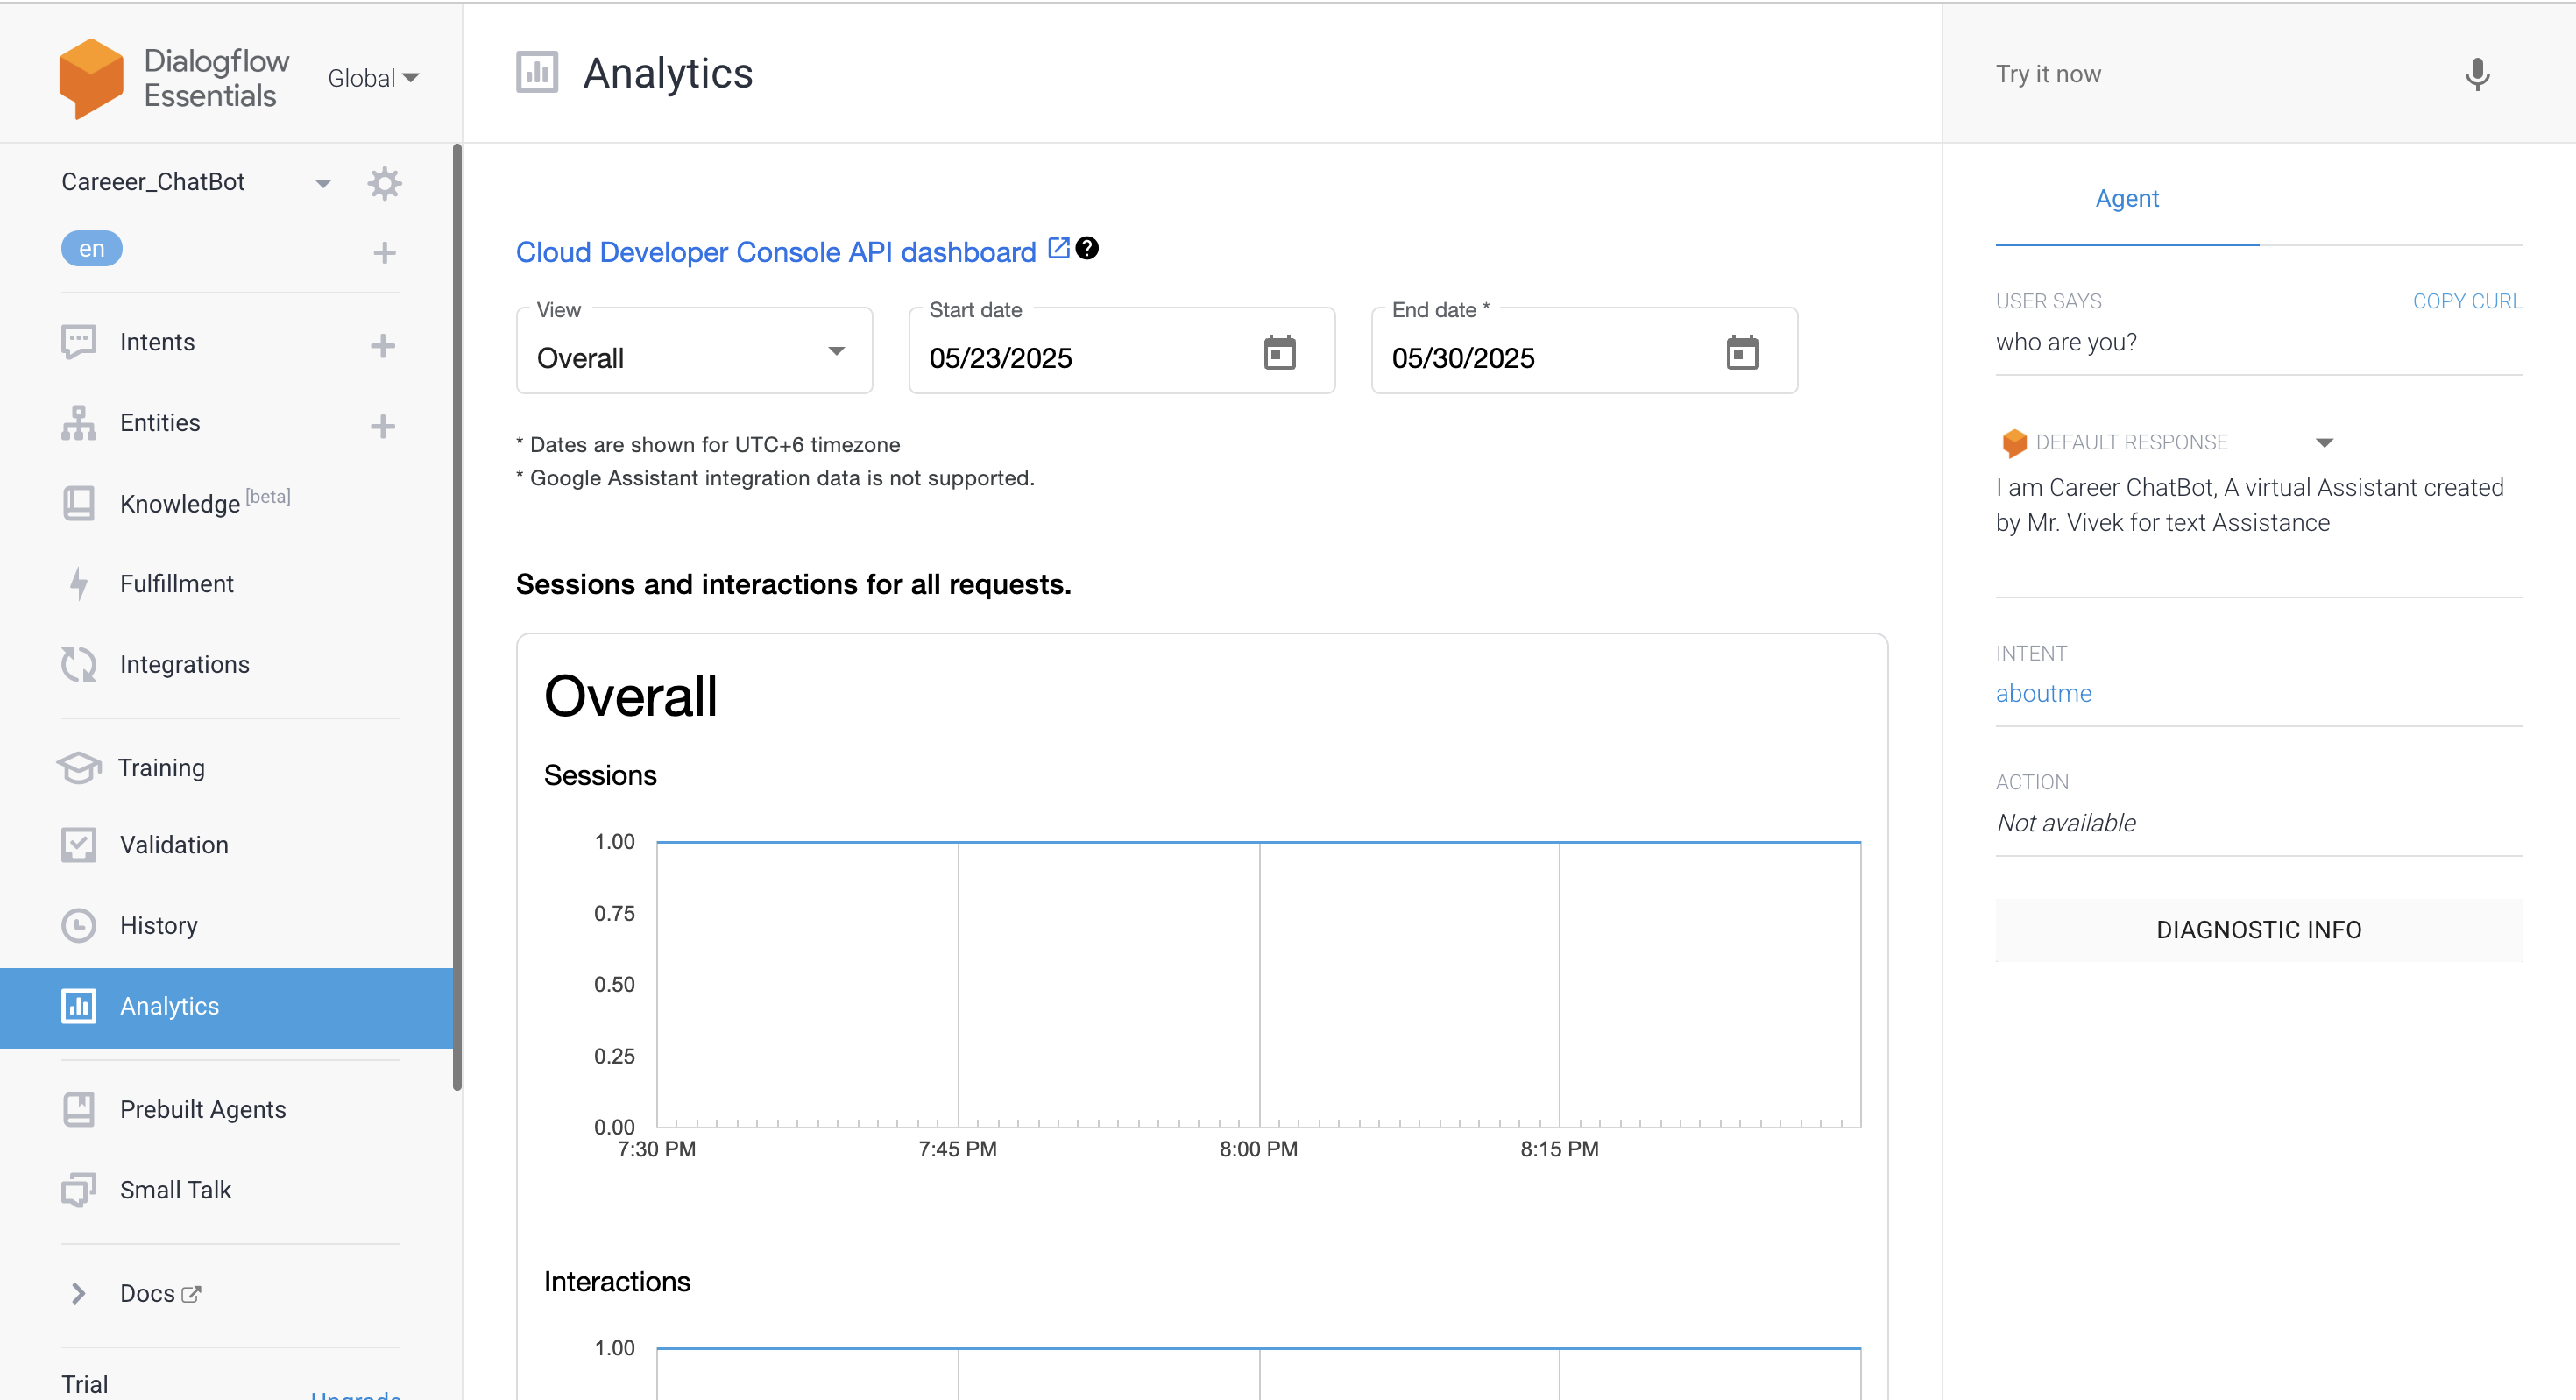 Dialogflow
Essentials
Global
Careeer_ChatBot
en
Intents
Entities
Knowledge [beta]
Fulfillment
Integrations
Training
Validation
History
Analytics
Prebuilt Agents
Small Talk
Docs
Trial
Upgrade
Analytics
Cloud Developer Console API dashboard
View
Overall
Start date
05/23/2025
End date *
05/30/2025
* Dates are shown for UTC+6 timezone
* Google Assistant integration data is not supported.
Sessions and interactions for all requests.
Overall
Sessions
1.00
0.75
0.50
0.25
0.00
7:30 PM 7:45 PM 8:00 PM 8:15 PM
Interactions
1.00
Try it now
Agent
USER SAYS COPY CURL
who are you?
DEFAULT RESPONSE
I am Career ChatBot, A virtual Assistant created
by Mr. Vivek for text Assistance
INTENT
aboutme
ACTION
Not available
DIAGNOSTIC INFO